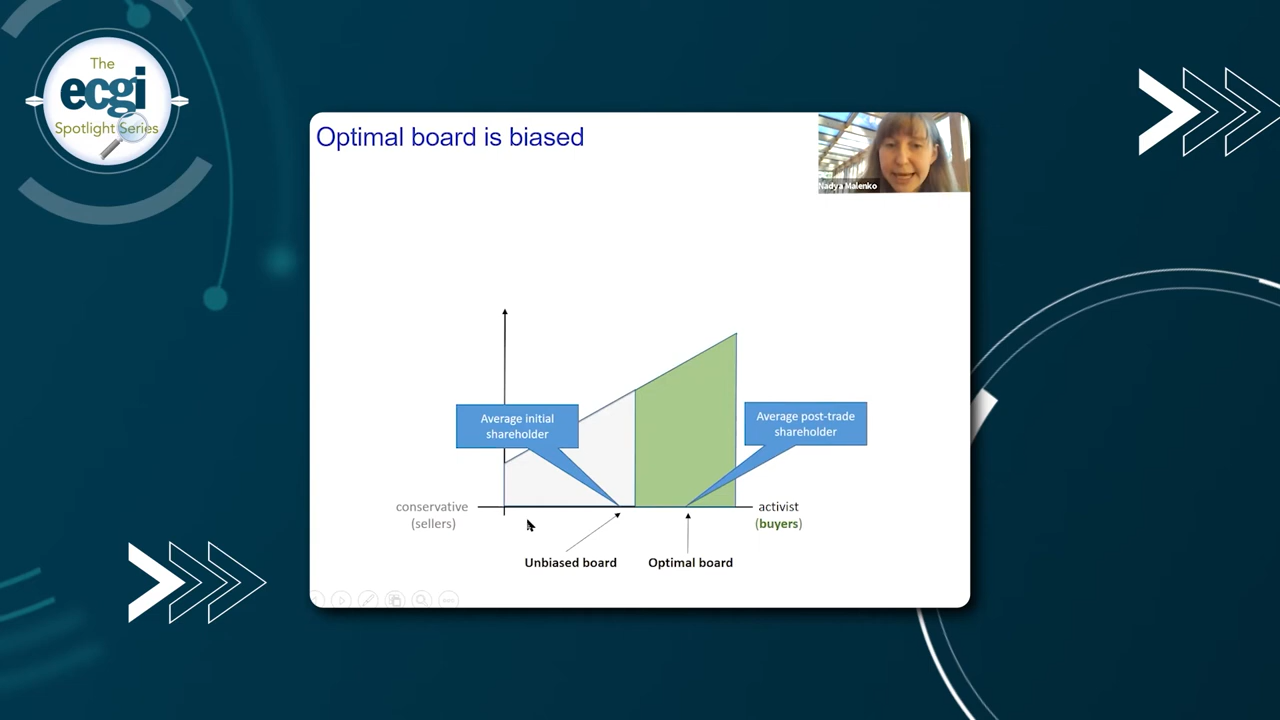 The
ecgi
Spotlight Series
Optimal board is biased
Nadya Malenko
Average initial
shareholder
Average post-trade
shareholder
conservative
(sellers)
activist
(buyers)
Unbiased board
Optimal board